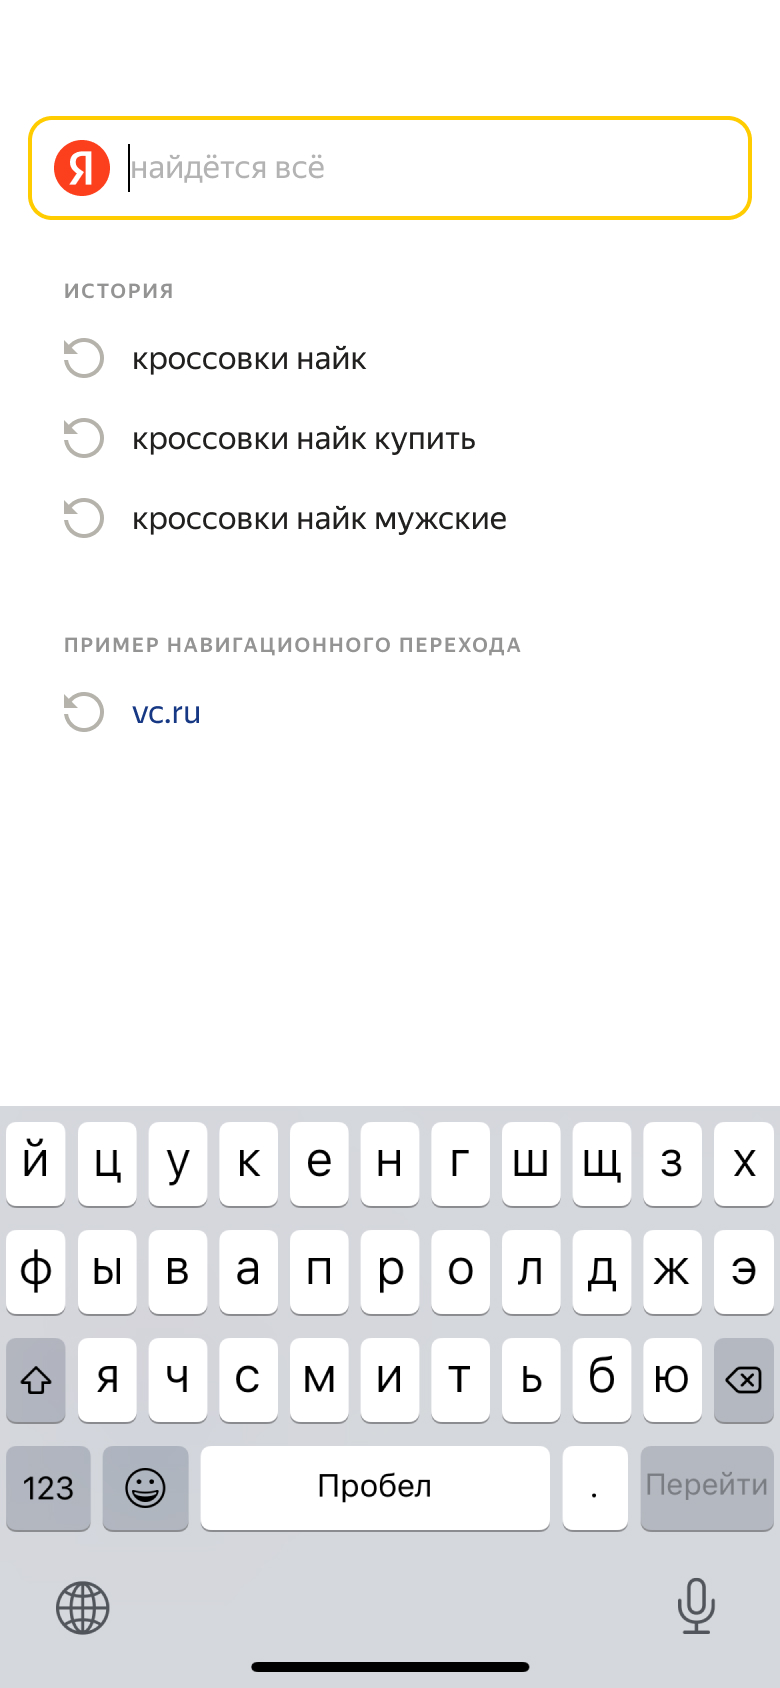 Я найдётся всё
ИСТОРИЯ
кроссовки найк
кроссовки найк купить
кроссовки найк мужские
ПРИМЕР НАВИГАЦИОННОГО ПЕРЕХОДА
vc.ru
й ц у к е н г ш щ з х
ф ы в а п р о л д ж э
я ч с м и т ь б ю
123 Пробел . Перейти